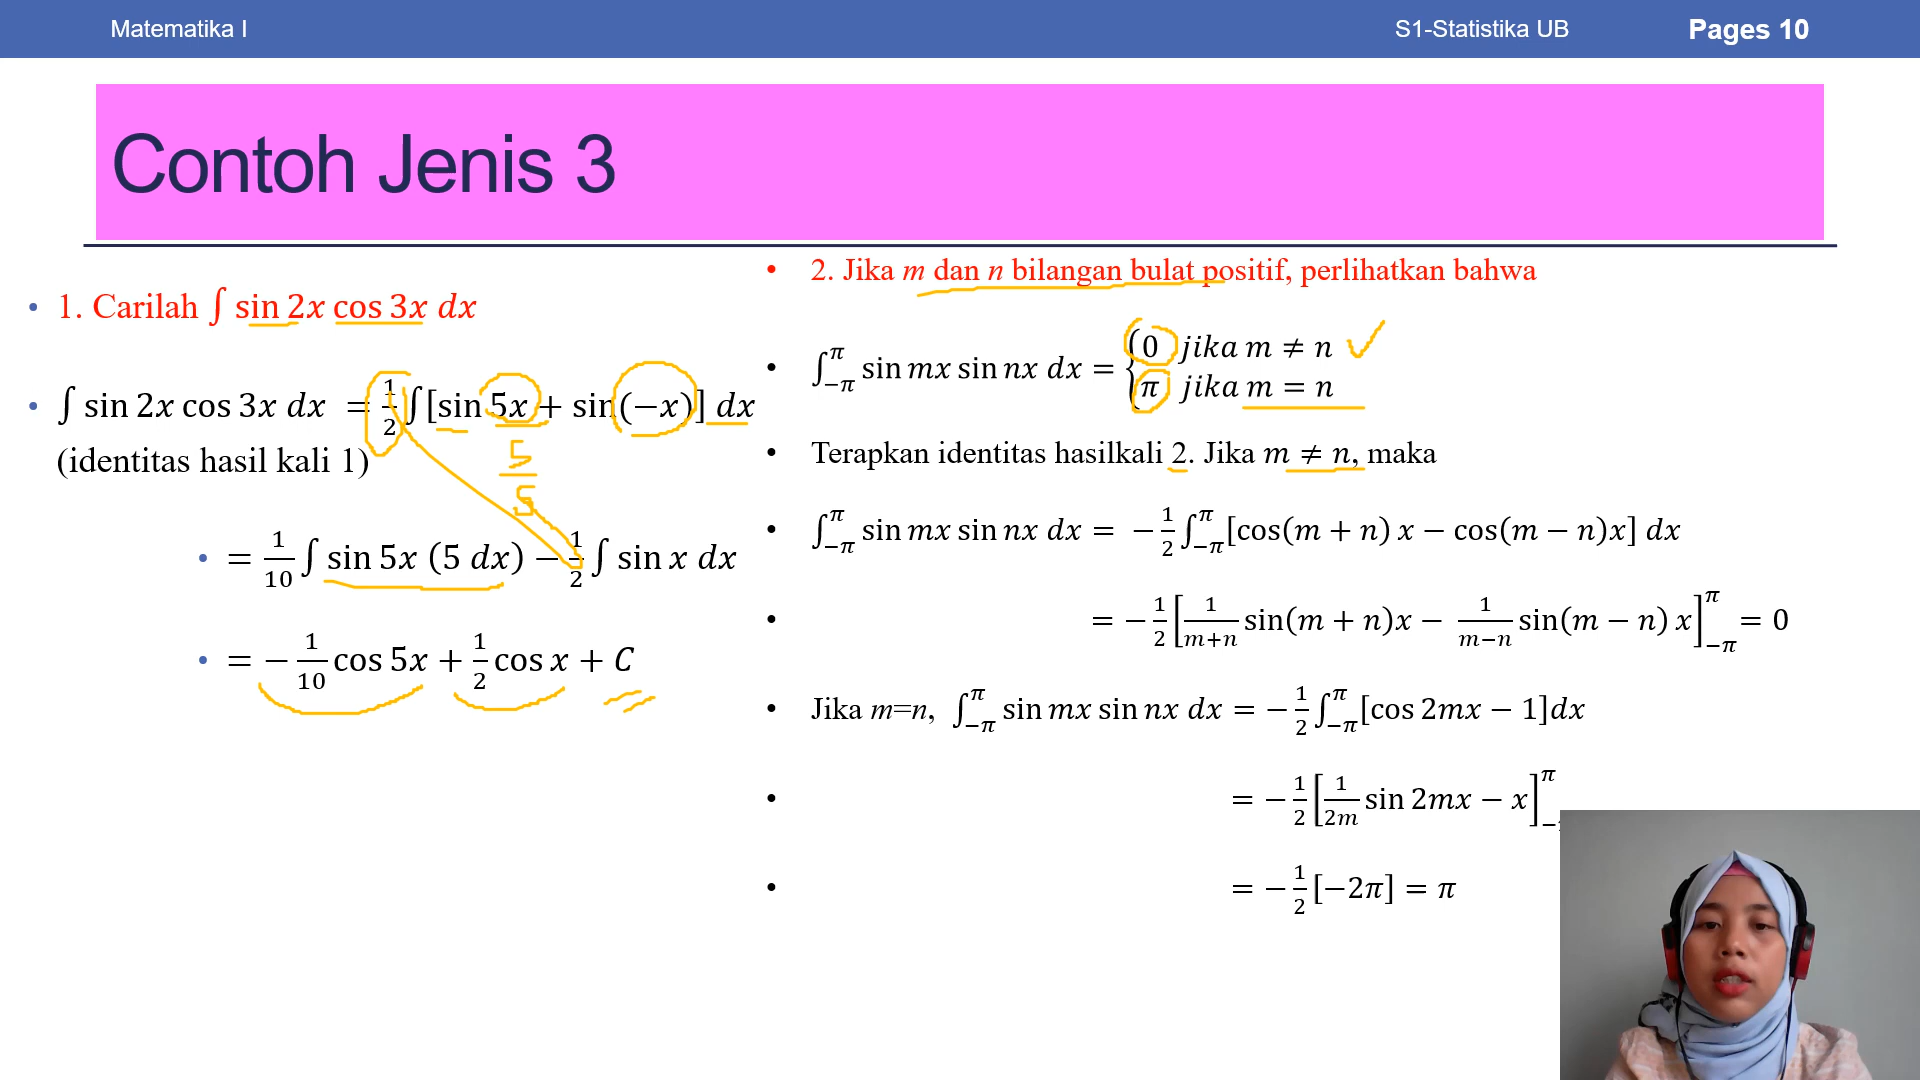 Matematika I S1-Statistika UB Pages 10
Contoh Jenis 3
• 1. Carilah ∫ sin 2x cos 3x dx
• ∫ sin 2x cos 3x dx = 1/2 ∫ [sin 5x + sin(−x)] dx
(identitas hasil kali 1)
5/5
• = 1/10 ∫ sin 5x (5 dx) − 1/2 ∫ sin x dx
• = − 1/10 cos 5x + 1/2 cos x + C
• 2. Jika m dan n bilangan bulat positif, perlihatkan bahwa
• ∫_{−π}^{π} sin mx sin nx dx = { 0 jika m ≠ n
π jika m = n
• Terapkan identitas hasilkali 2. Jika m ≠ n, maka
• ∫_{−π}^{π} sin mx sin nx dx = − 1/2 ∫_{−π}^{π} [cos(m + n) x − cos(m − n)x] dx
• = − 1/2 [ 1/(m+n) sin(m + n)x − 1/(m−n) sin(m − n) x ]_{−π}^{π} = 0
• Jika m=n, ∫_{−π}^{π} sin mx sin nx dx = − 1/2 ∫_{−π}^{π} [cos 2mx − 1]dx
• = − 1/2 [ 1/2m sin 2mx − x ]^{π}
• = − 1/2 [−2π] = π